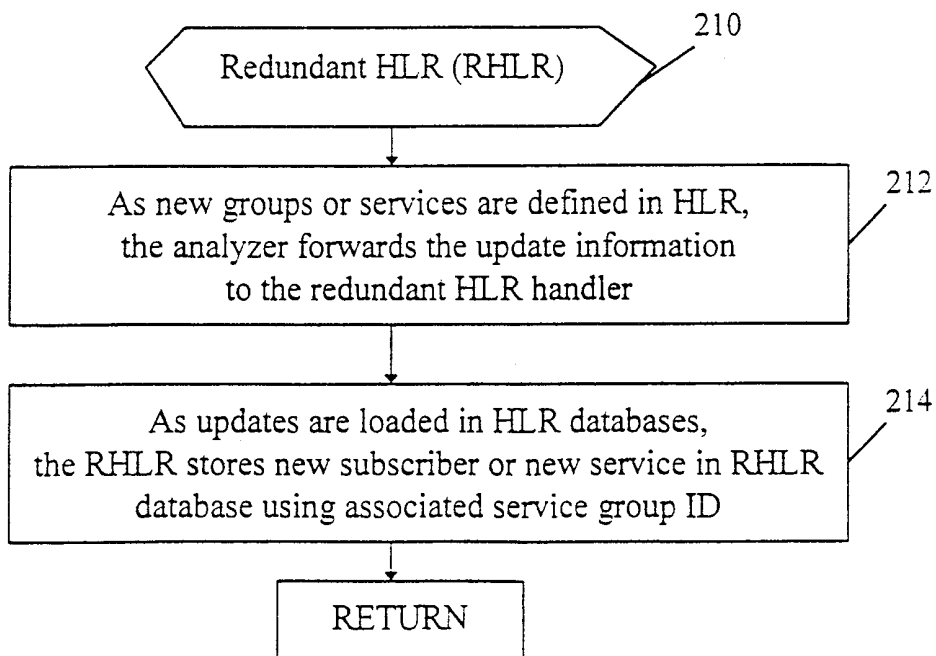 210
Redundant HLR (RHLR)
212
As new groups or services are defined in HLR,
the analyzer forwards the update information
to the redundant HLR handler
214
As updates are loaded in HLR databases,
the RHLR stores new subscriber or new service in RHLR
database using associated service group ID
RETURN